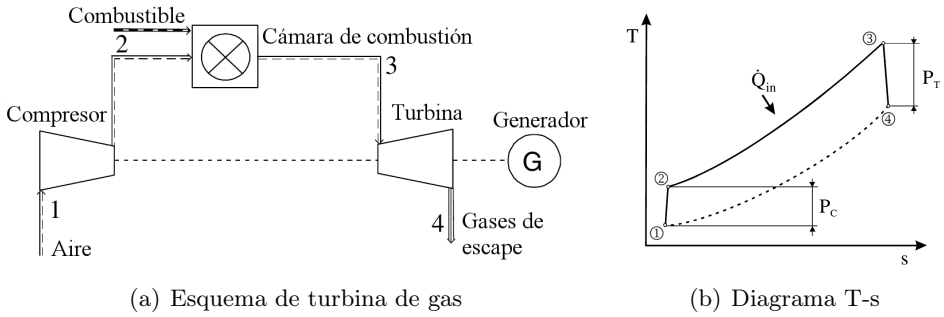 Combustible
2
Cámara de combustión
3
Compresor
Turbina
Generador
G
1
4
Aire
Gases de
escape
(a) Esquema de turbina de gas
T
③
Q̇in
PT
④
②
PC
①
s
(b) Diagrama T-s